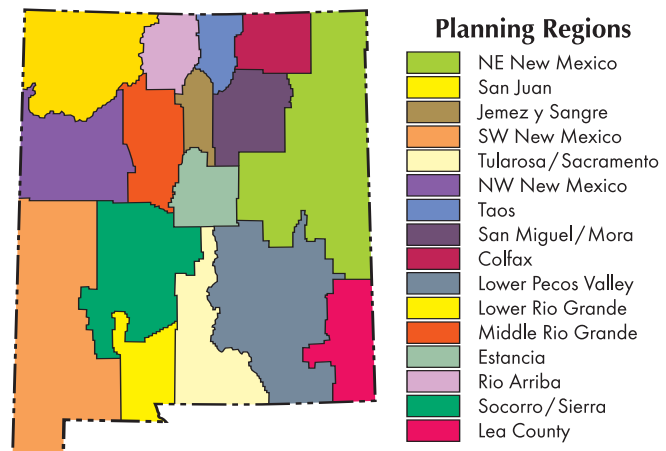 Planning Regions
NE New Mexico
San Juan
Jemez y Sangre
SW New Mexico
Tularosa/Sacramento
NW New Mexico
Taos
San Miguel/Mora
Colfax
Lower Pecos Valley
Lower Rio Grande
Middle Rio Grande
Estancia
Rio Arriba
Socorro/Sierra
Lea County